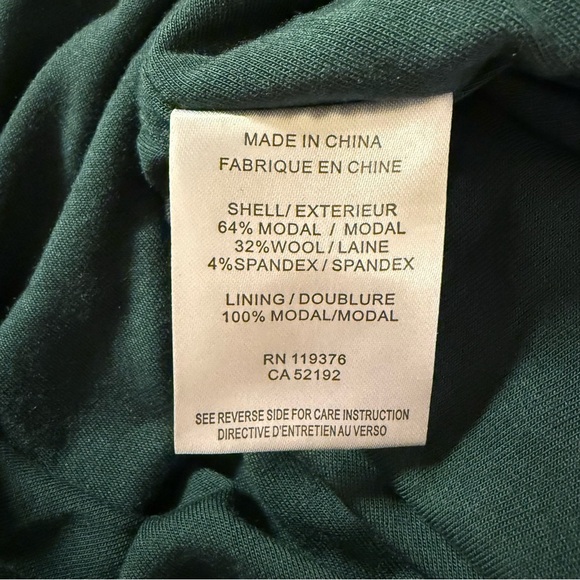 MADE IN CHINA
FABRIQUE EN CHINE
SHELL/EXTERIEUR
64% MODAL / MODAL
32%WOOL/LAINE
4%SPANDEX/SPANDEX
LINING/DOUBLURE
100% MODAL/MODAL
RN 119376
CA 52192
SEE REVERSE SIDE FOR CARE INSTRUCTION
DIRECTIVE D'ENTRETIEN AU VERSO